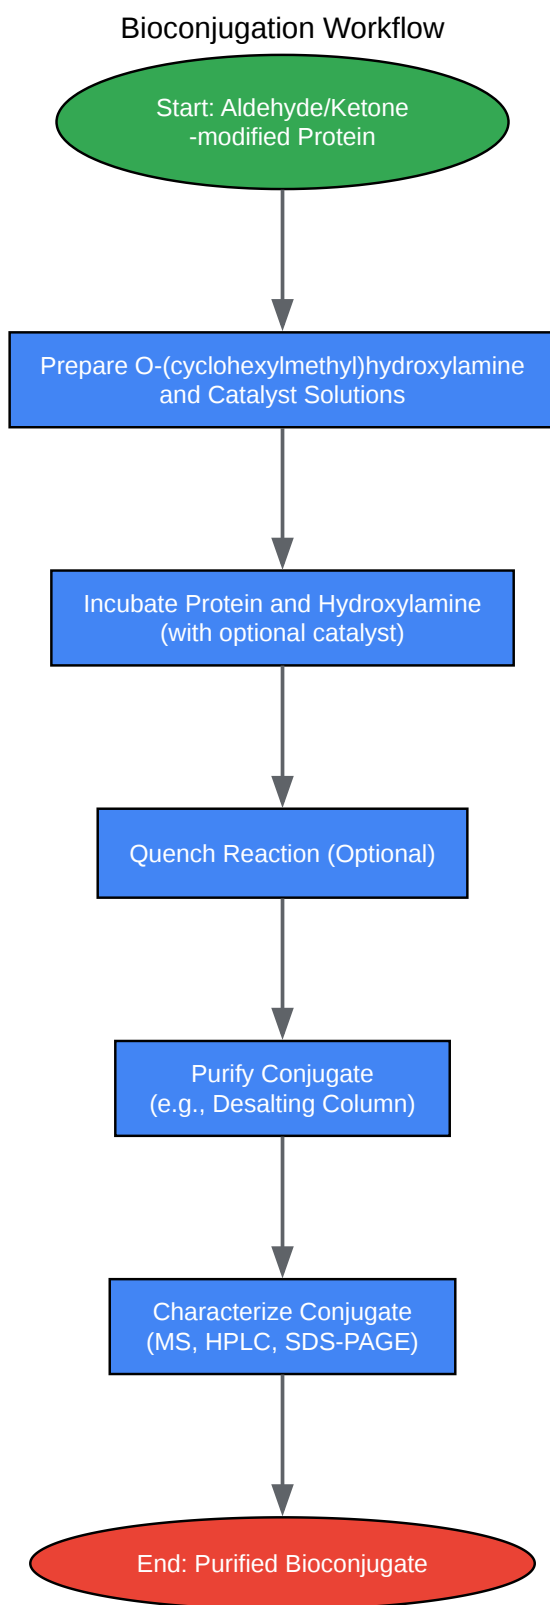 Bioconjugation Workflow
Start: Aldehyde/Ketone
-modified Protein
Prepare O-(cyclohexylmethyl)hydroxylamine
and Catalyst Solutions
Incubate Protein and Hydroxylamine
(with optional catalyst)
Quench Reaction (Optional)
Purify Conjugate
(e.g., Desalting Column)
Characterize Conjugate
(MS, HPLC, SDS-PAGE)
End: Purified Bioconjugate